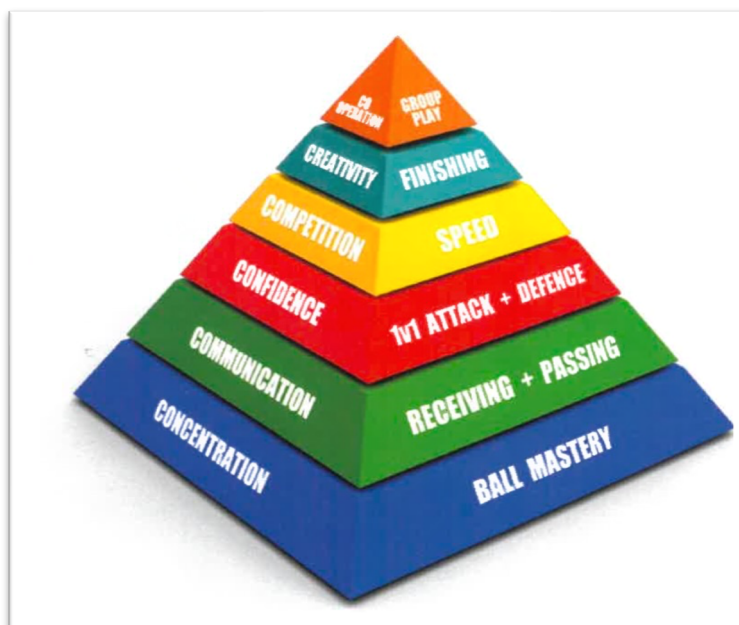 CO
OPERATION
GROUP
PLAY
CREATIVITY
FINISHING
COMPETITION
SPEED
CONFIDENCE
1v1 ATTACK + DEFENCE
COMMUNICATION
RECEIVING + PASSING
CONCENTRATION
BALL MASTERY